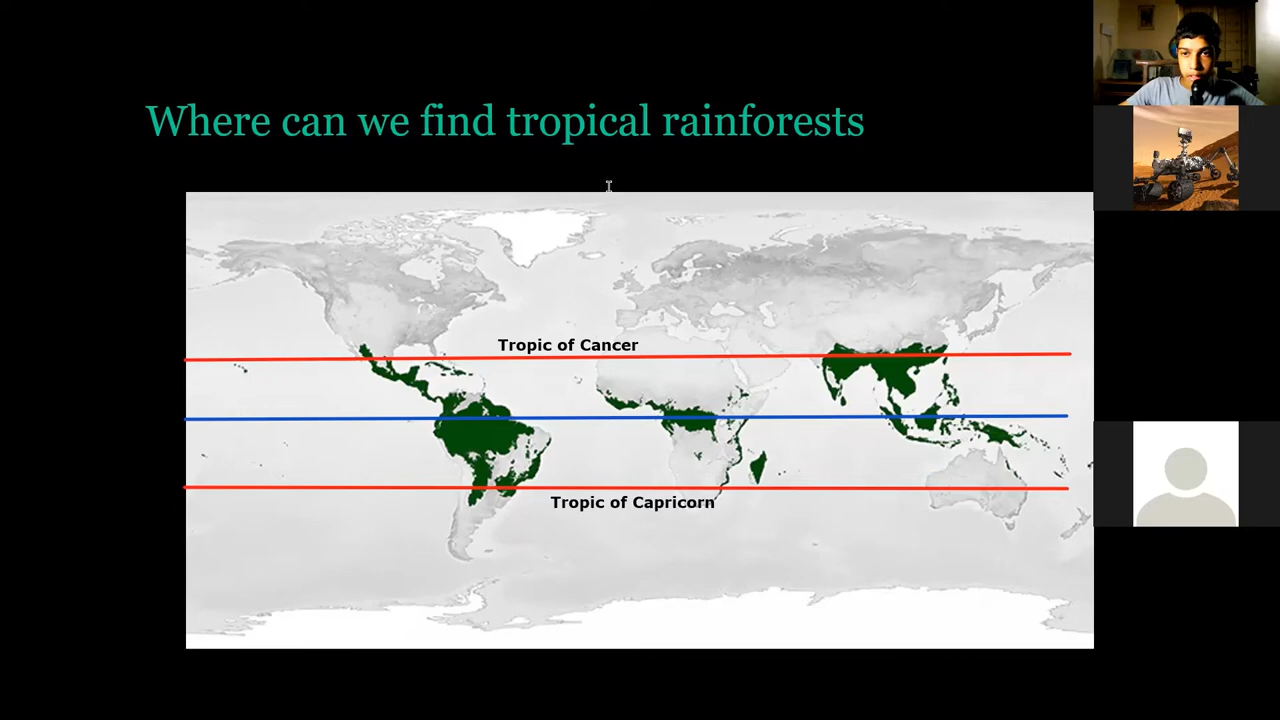 Where can we find tropical rainforests
Tropic of Cancer
Tropic of Capricorn